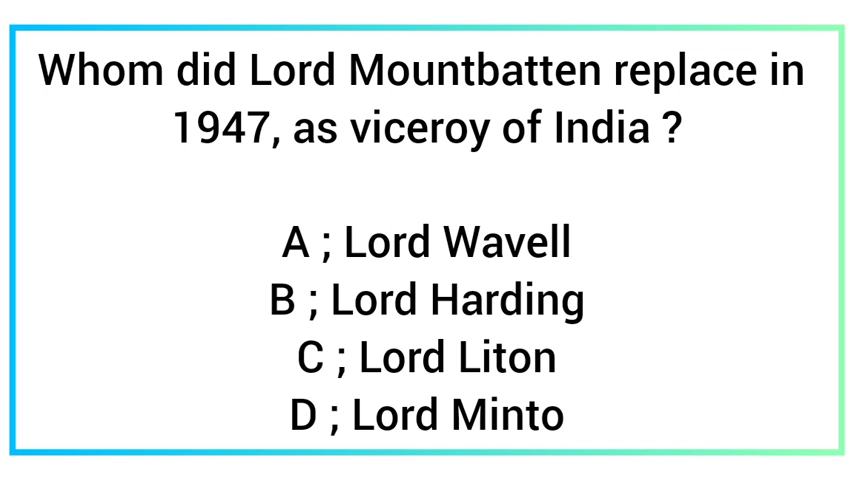 Whom did Lord Mountbatten replace in
1947, as viceroy of India ?
A ; Lord Wavell
B ; Lord Harding
C ; Lord Liton
D ; Lord Minto